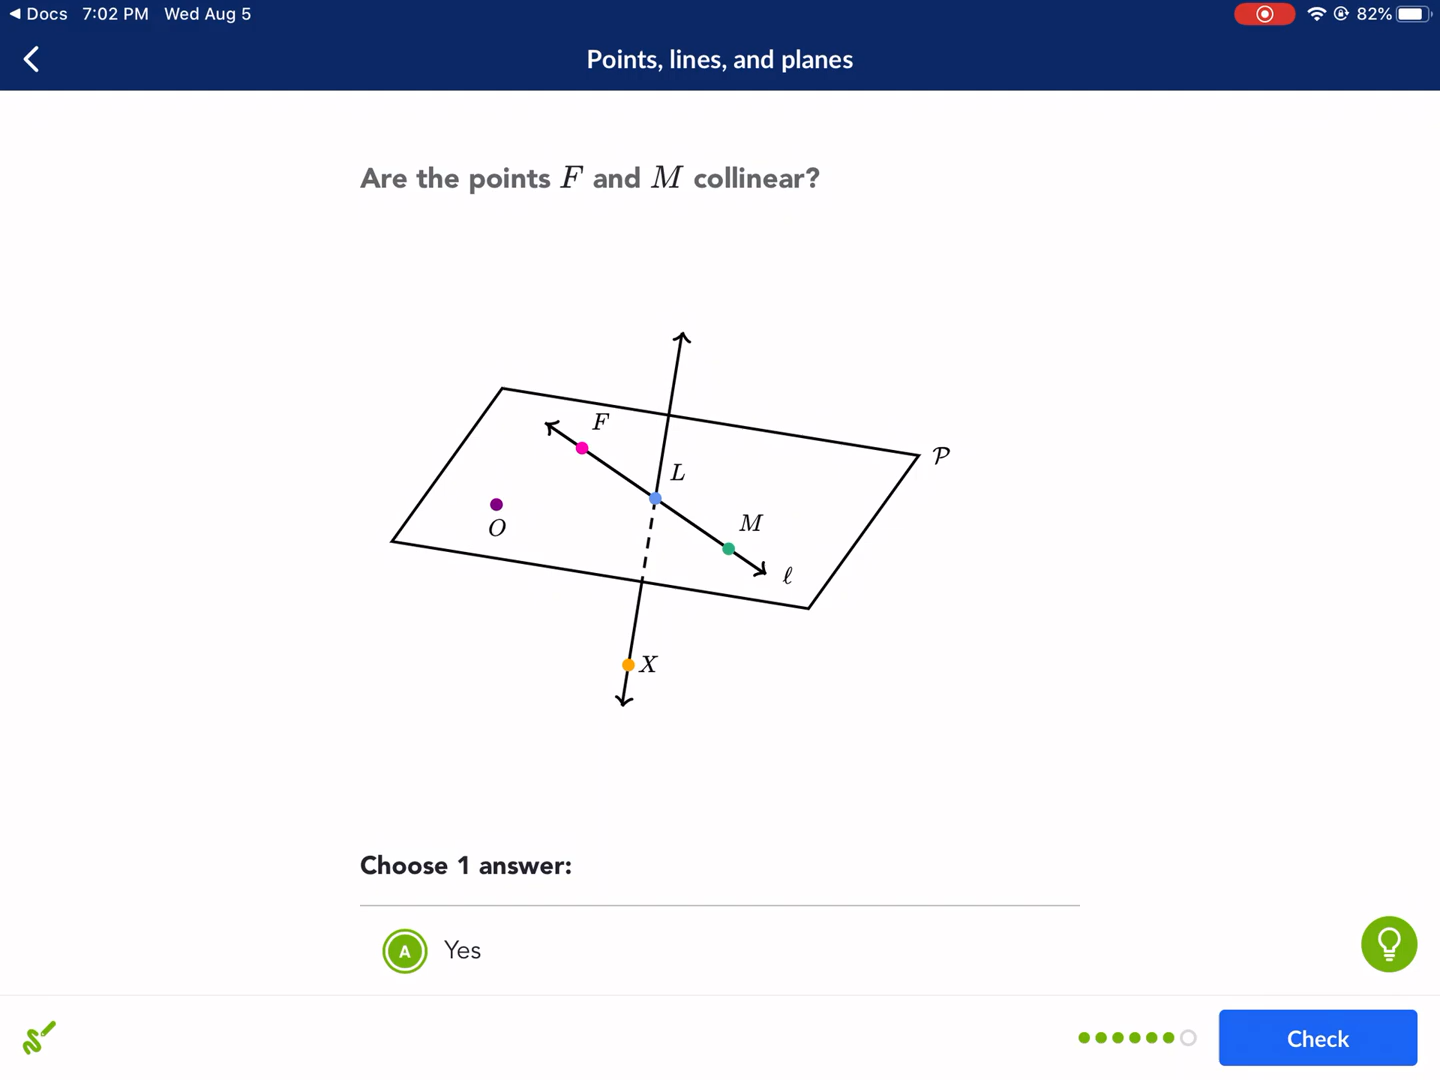 Docs 7:02 PM Wed Aug 5 82%
Points, lines, and planes
Are the points F and M collinear?
F
P
L
M
O
ℓ
X
Choose 1 answer:
A Yes
Check